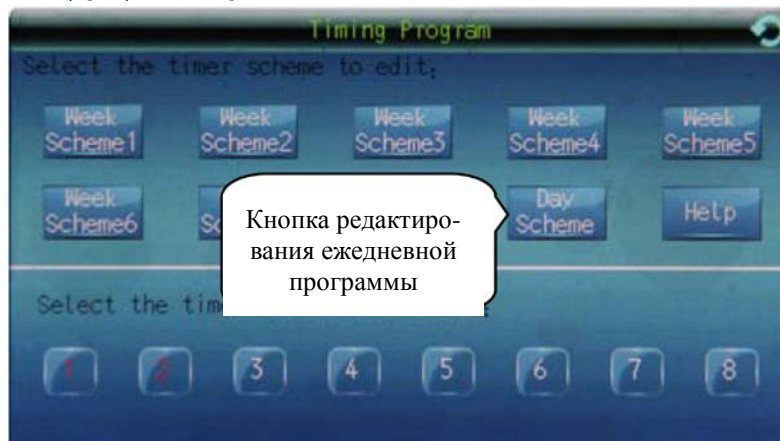 Timing Program
Select the timer scheme to edit:
Week Scheme1 Week Scheme2 Week Scheme3 Week Scheme4 Week Scheme5
Week Scheme6 Day Scheme Help
Кнопка редактиро-
вания ежедневной
программы
Select the
1 2 3 4 5 6 7 8